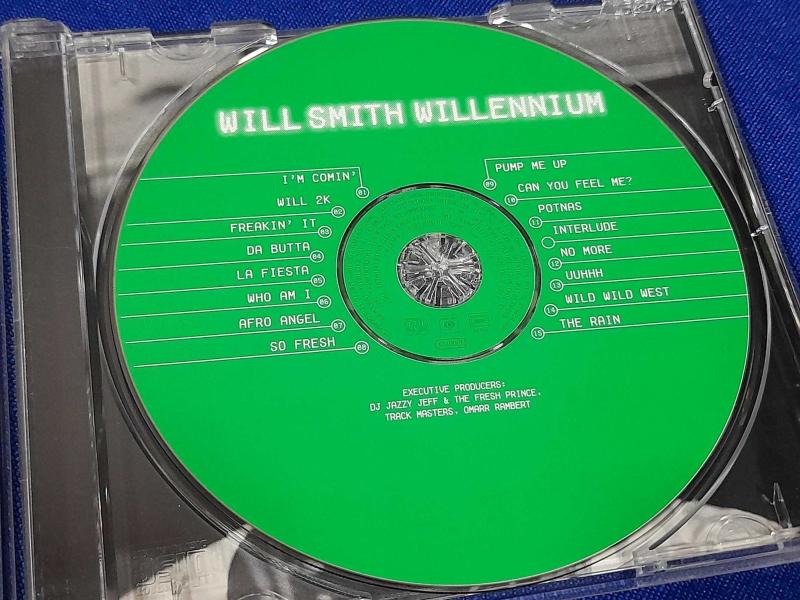 WILL SMITH WILLENNIUM
I'M COMIN' 01
WILL 2K 02
FREAKIN' IT 03
DA BUTTA 04
LA FIESTA 05
WHO AM I 06
AFRO ANGEL 07
SO FRESH 08
PUMP ME UP
09
CAN YOU FEEL ME?
10
POTNAS
11
INTERLUDE
NO MORE
12
UUHHH
13
WILD WILD WEST
14
THE RAIN
15
EXECUTIVE PRODUCERS:
DJ JAZZY JEFF & THE FRESH PRINCE,
TRACK MASTERS, OMARR RAMBERT